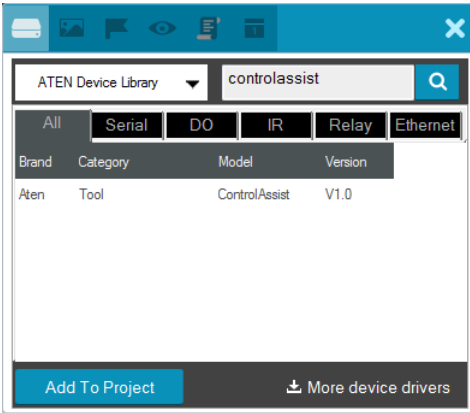 ATEN Device Library controlassist
All Serial DO IR Relay Ethernet
Brand Category Model Version
Aten Tool ControlAssist V1.0
Add To Project More device drivers